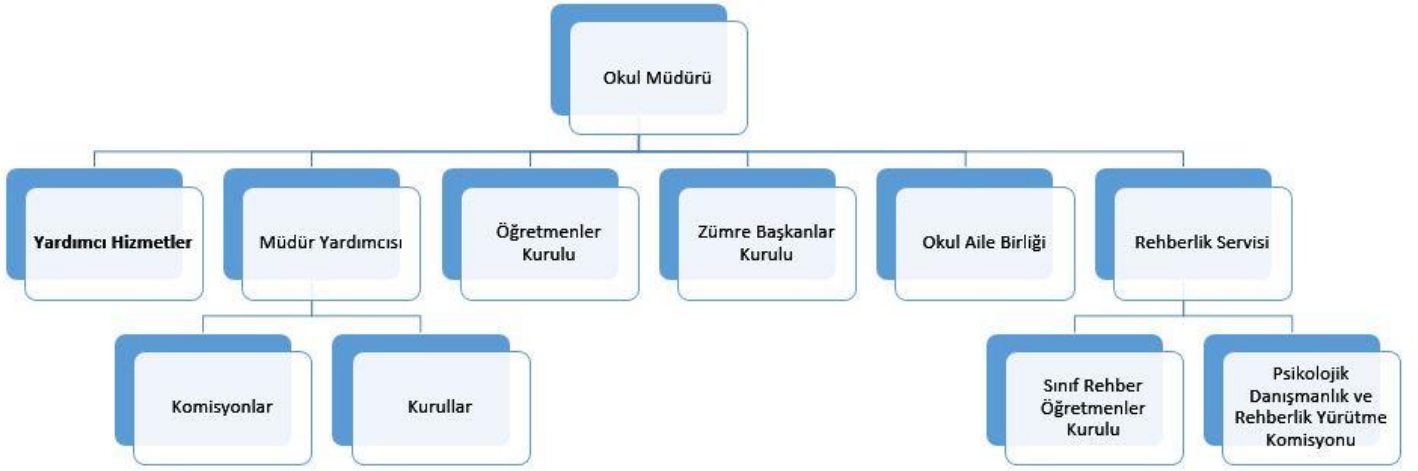 Okul Müdürü
Yardımcı Hizmetler
Müdür Yardımcısı
Öğretmenler
Kurulu
Zümre Başkanlar
Kurulu
Okul Aile Birliği
Rehberlik Servisi
Komisyonlar
Kurullar
Sınıf Rehber
Öğretmenler
Kurulu
Psikolojik
Danışmanlık ve
Rehberlik Yürütme
Komisyonu